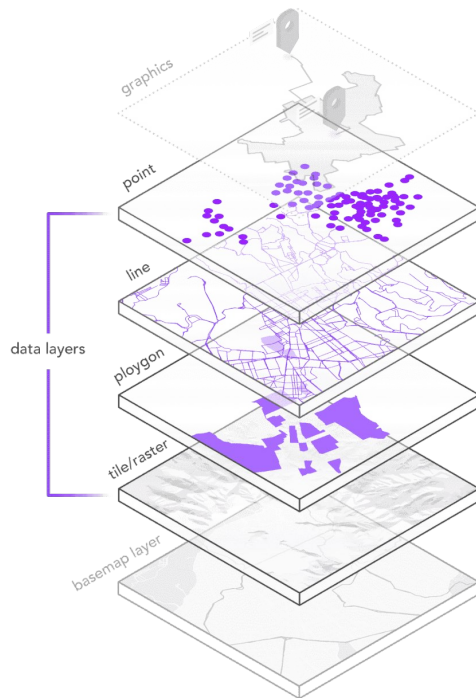 graphics
point
line
data layers
ploygon
tile/raster
basemap layer